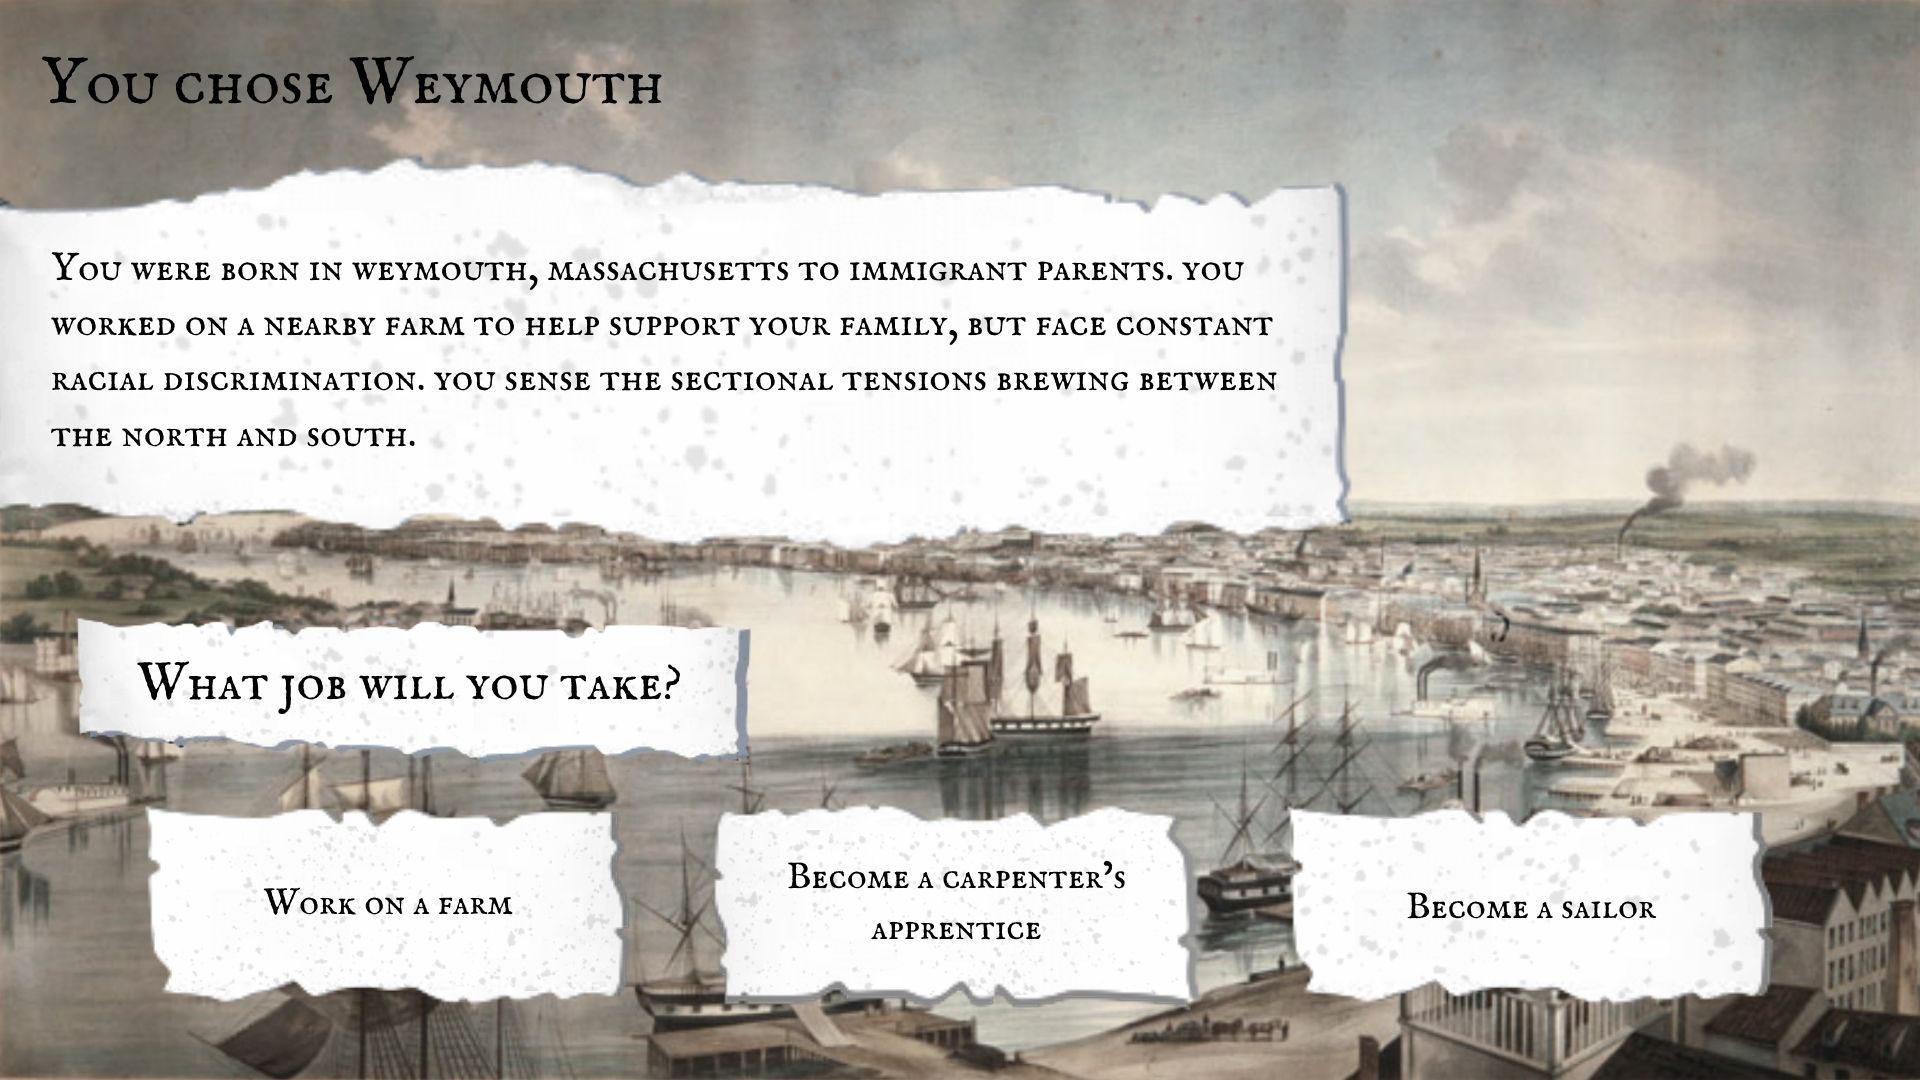 You chose Weymouth
You were born in weymouth, massachusetts to immigrant parents. you
worked on a nearby farm to help support your family, but face constant
racial discrimination. you sense the sectional tensions brewing between
the north and south.
What job will you take?
Work on a farm
Become a carpenter's
apprentice
Become a sailor